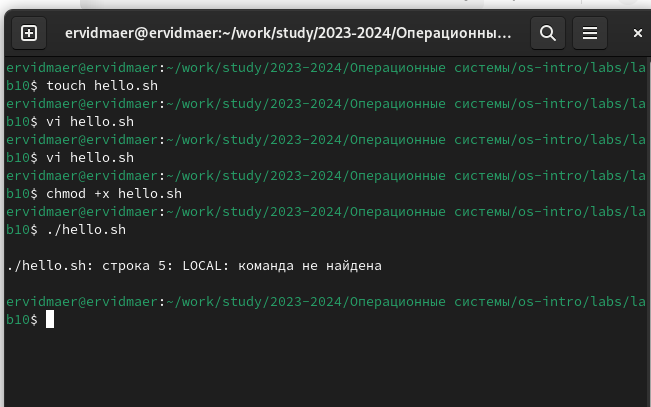 ervidmaer@ervidmaer:~/work/study/2023-2024/Операционны...
ervidmaer@ervidmaer:~/work/study/2023-2024/Операционные системы/os-intro/labs/la
b10$ touch hello.sh
ervidmaer@ervidmaer:~/work/study/2023-2024/Операционные системы/os-intro/labs/la
b10$ vi hello.sh
ervidmaer@ervidmaer:~/work/study/2023-2024/Операционные системы/os-intro/labs/la
b10$ vi hello.sh
ervidmaer@ervidmaer:~/work/study/2023-2024/Операционные системы/os-intro/labs/la
b10$ chmod +x hello.sh
ervidmaer@ervidmaer:~/work/study/2023-2024/Операционные системы/os-intro/labs/la
b10$ ./hello.sh
./hello.sh: строка 5: LOCAL: команда не найдена
ervidmaer@ervidmaer:~/work/study/2023-2024/Операционные системы/os-intro/labs/la
b10$